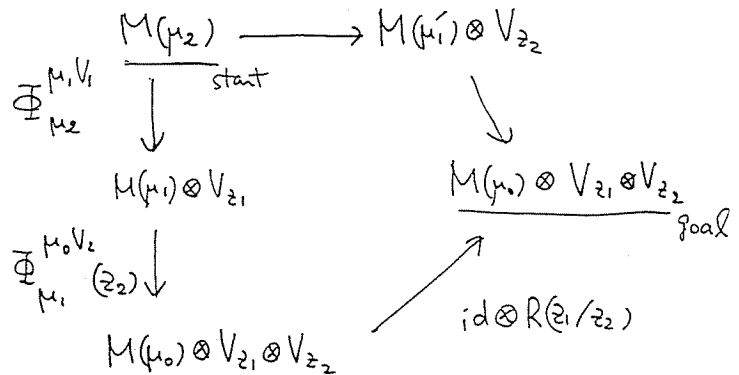 M(μ₂) ⟶ M(μ₁′) ⊗ V_{z₂}
start
Φ̄_{μ₂}^{μ₁V₁}
M(μ₁) ⊗ V_{z₁}
M(μ₀) ⊗ V_{z₁} ⊗ V_{z₂}
goal
Φ̄_{μ₁}^{μ₀V₂}(z₂)
id ⊗ R(z₁/z₂)
M(μ₀) ⊗ V_{z₁} ⊗ V_{z₂}